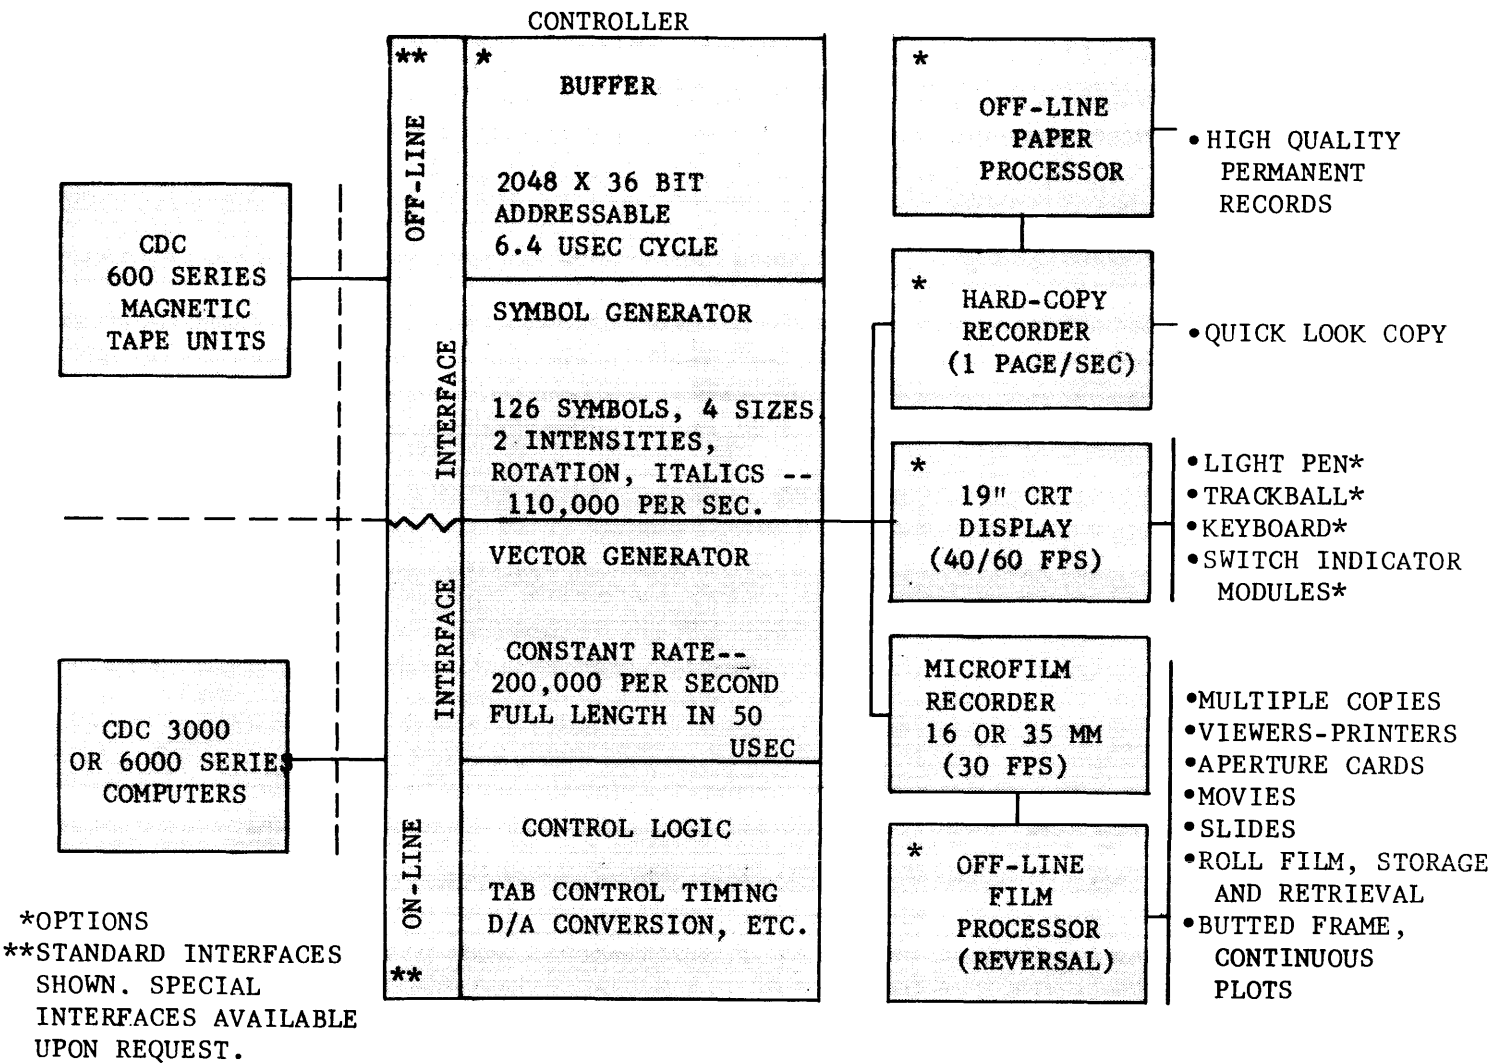 CONTROLLER
**
OFF-LINE
INTERFACE
*
BUFFER
2048 X 36 BIT
ADDRESSABLE
6.4 USEC CYCLE
SYMBOL GENERATOR
126 SYMBOLS, 4 SIZES
2 INTENSITIES,
ROTATION, ITALICS --
110,000 PER SEC.
INTERFACE
ON-LINE
**
VECTOR GENERATOR
CONSTANT RATE--
200,000 PER SECOND
FULL LENGTH IN 50
USEC
CONTROL LOGIC
TAB CONTROL TIMING
D/A CONVERSION, ETC.
CDC
600 SERIES
MAGNETIC
TAPE UNITS
CDC 3000
OR 6000 SERIES
COMPUTERS
*OPTIONS
**STANDARD INTERFACES
SHOWN. SPECIAL
INTERFACES AVAILABLE
UPON REQUEST.
*
OFF-LINE
PAPER
PROCESSOR
•HIGH QUALITY
PERMANENT
RECORDS
*
HARD-COPY
RECORDER
(1 PAGE/SEC)
•QUICK LOOK COPY
*
19" CRT
DISPLAY
(40/60 FPS)
•LIGHT PEN*
•TRACKBALL*
•KEYBOARD*
•SWITCH INDICATOR
MODULES*
MICROFILM
RECORDER
16 OR 35 MM
(30 FPS)
*
OFF-LINE
FILM
PROCESSOR
(REVERSAL)
•MULTIPLE COPIES
•VIEWERS-PRINTERS
•APERTURE CARDS
•MOVIES
•SLIDES
•ROLL FILM, STORAGE
AND RETRIEVAL
•BUTTED FRAME,
CONTINUOUS
PLOTS